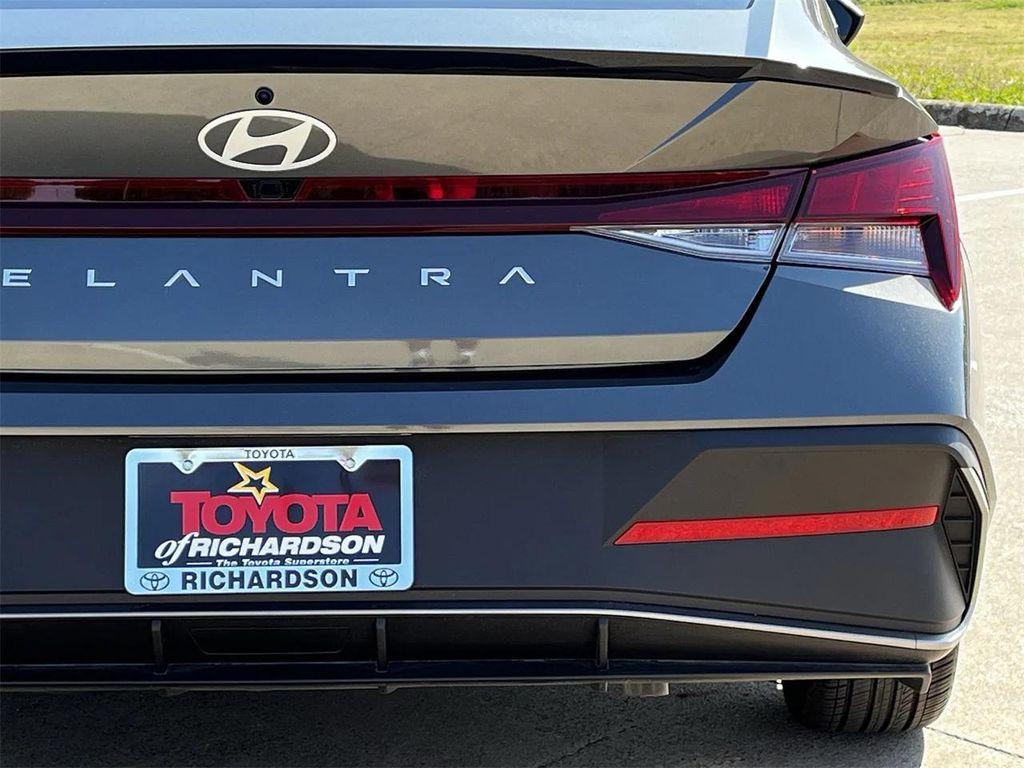 ELANTRA
TOYOTA
TOYOTA
of RICHARDSON
The Toyota Superstore
RICHARDSON